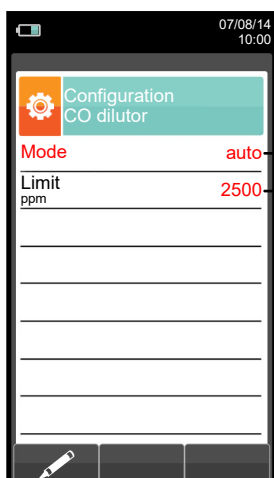 07/08/14
10:00
Configuration
CO dilutor
Mode auto
Limit 2500
ppm